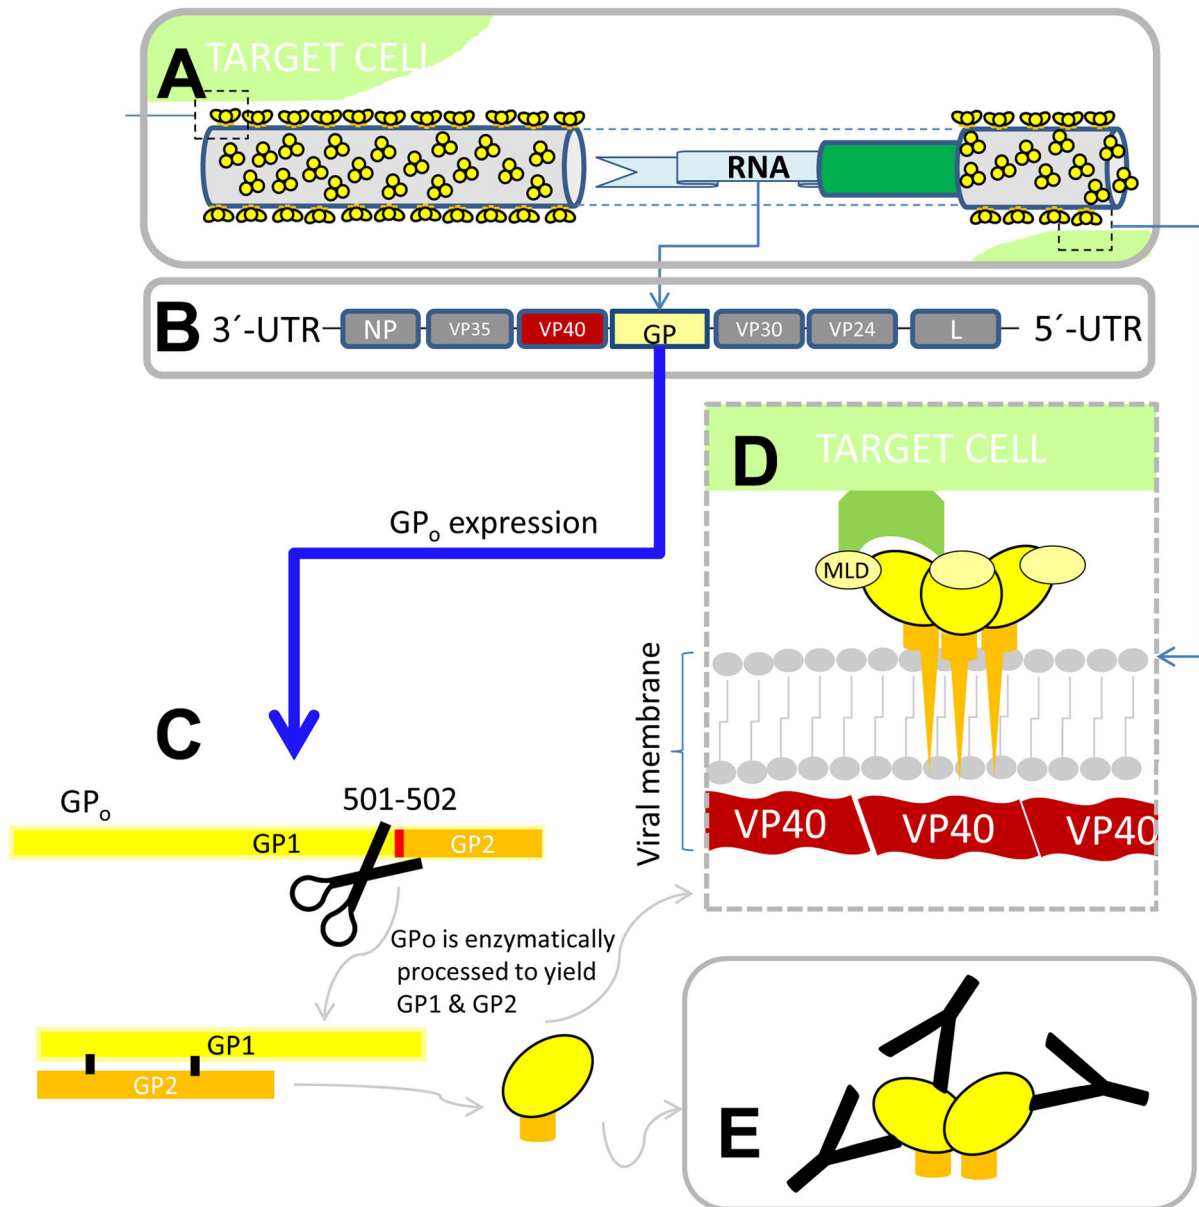 A
TARGET CELL
RNA
B
3´-UTR
NP
VP35
VP40
GP
VP30
VP24
L
5´-UTR
D
TARGET CELL
GPo expression
MLD
Viral membrane
C
GPo
501-502
GP1
GP2
VP40
VP40
VP40
GPo is enzymatically
processed to yield
GP1 & GP2
GP1
GP2
E